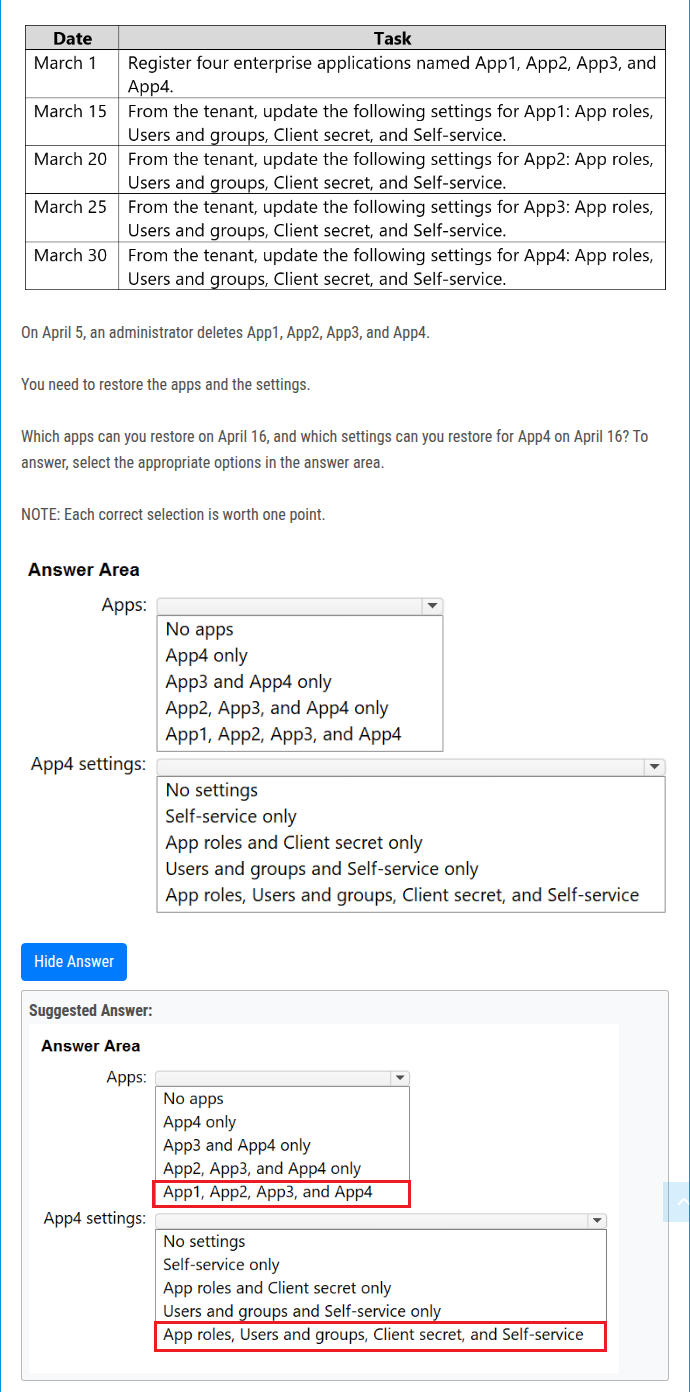 Date Task
March 1 Register four enterprise applications named App1, App2, App3, and
App4.
March 15 From the tenant, update the following settings for App1: App roles,
Users and groups, Client secret, and Self-service.
March 20 From the tenant, update the following settings for App2: App roles,
Users and groups, Client secret, and Self-service.
March 25 From the tenant, update the following settings for App3: App roles,
Users and groups, Client secret, and Self-service.
March 30 From the tenant, update the following settings for App4: App roles,
Users and groups, Client secret, and Self-service.
On April 5, an administrator deletes App1, App2, App3, and App4.
You need to restore the apps and the settings.
Which apps can you restore on April 16, and which settings can you restore for App4 on April 16? To
answer, select the appropriate options in the answer area.
NOTE: Each correct selection is worth one point.
Answer Area
Apps:
No apps
App4 only
App3 and App4 only
App2, App3, and App4 only
App1, App2, App3, and App4
App4 settings:
No settings
Self-service only
App roles and Client secret only
Users and groups and Self-service only
App roles, Users and groups, Client secret, and Self-service
Hide Answer
Suggested Answer:
Answer Area
Apps:
No apps
App4 only
App3 and App4 only
App2, App3, and App4 only
App1, App2, App3, and App4
App4 settings:
No settings
Self-service only
App roles and Client secret only
Users and groups and Self-service only
App roles, Users and groups, Client secret, and Self-service